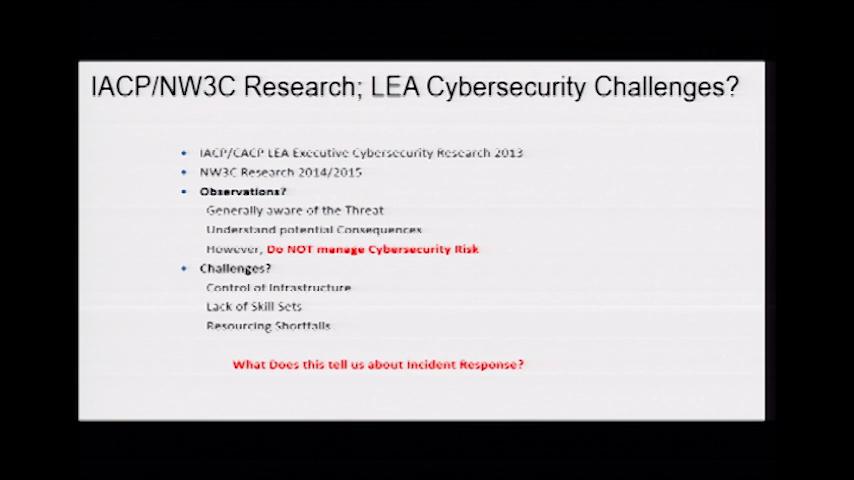 IACP/NW3C Research; LEA Cybersecurity Challenges?
• IACP/CACP LEA Executive Cybersecurity Research 2013
• NW3C Research 2014/2015
• Observations?
Generally aware of the Threat
Understand potential Consequences
However, Do NOT manage Cybersecurity Risk
• Challenges?
Control of Infrastructure
Lack of Skill Sets
Resourcing Shortfalls
What Does this tell us about Incident Response?